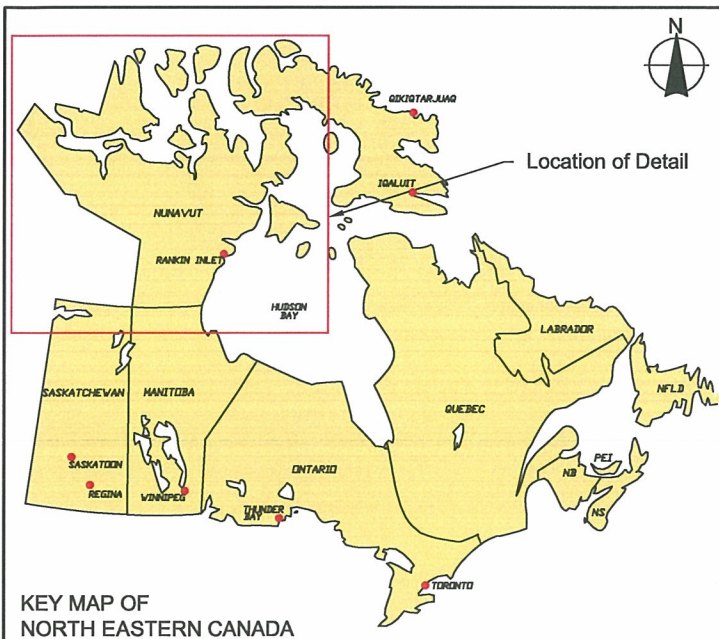 N
QIKIQTARJUAQ
Location of Detail
IQALUIT
NUNAVUT
RANKIN INLET
HUDSON
BAY
LABRADOR
SASKATCHEWAN
MANITOBA
NFLD
QUEBEC
PEI
ONTARIO
SASKATOON
NB
REGINA
WINNIPEG
THUNDER
BAY
NS
TORONTO
KEY MAP OF
NORTH EASTERN CANADA